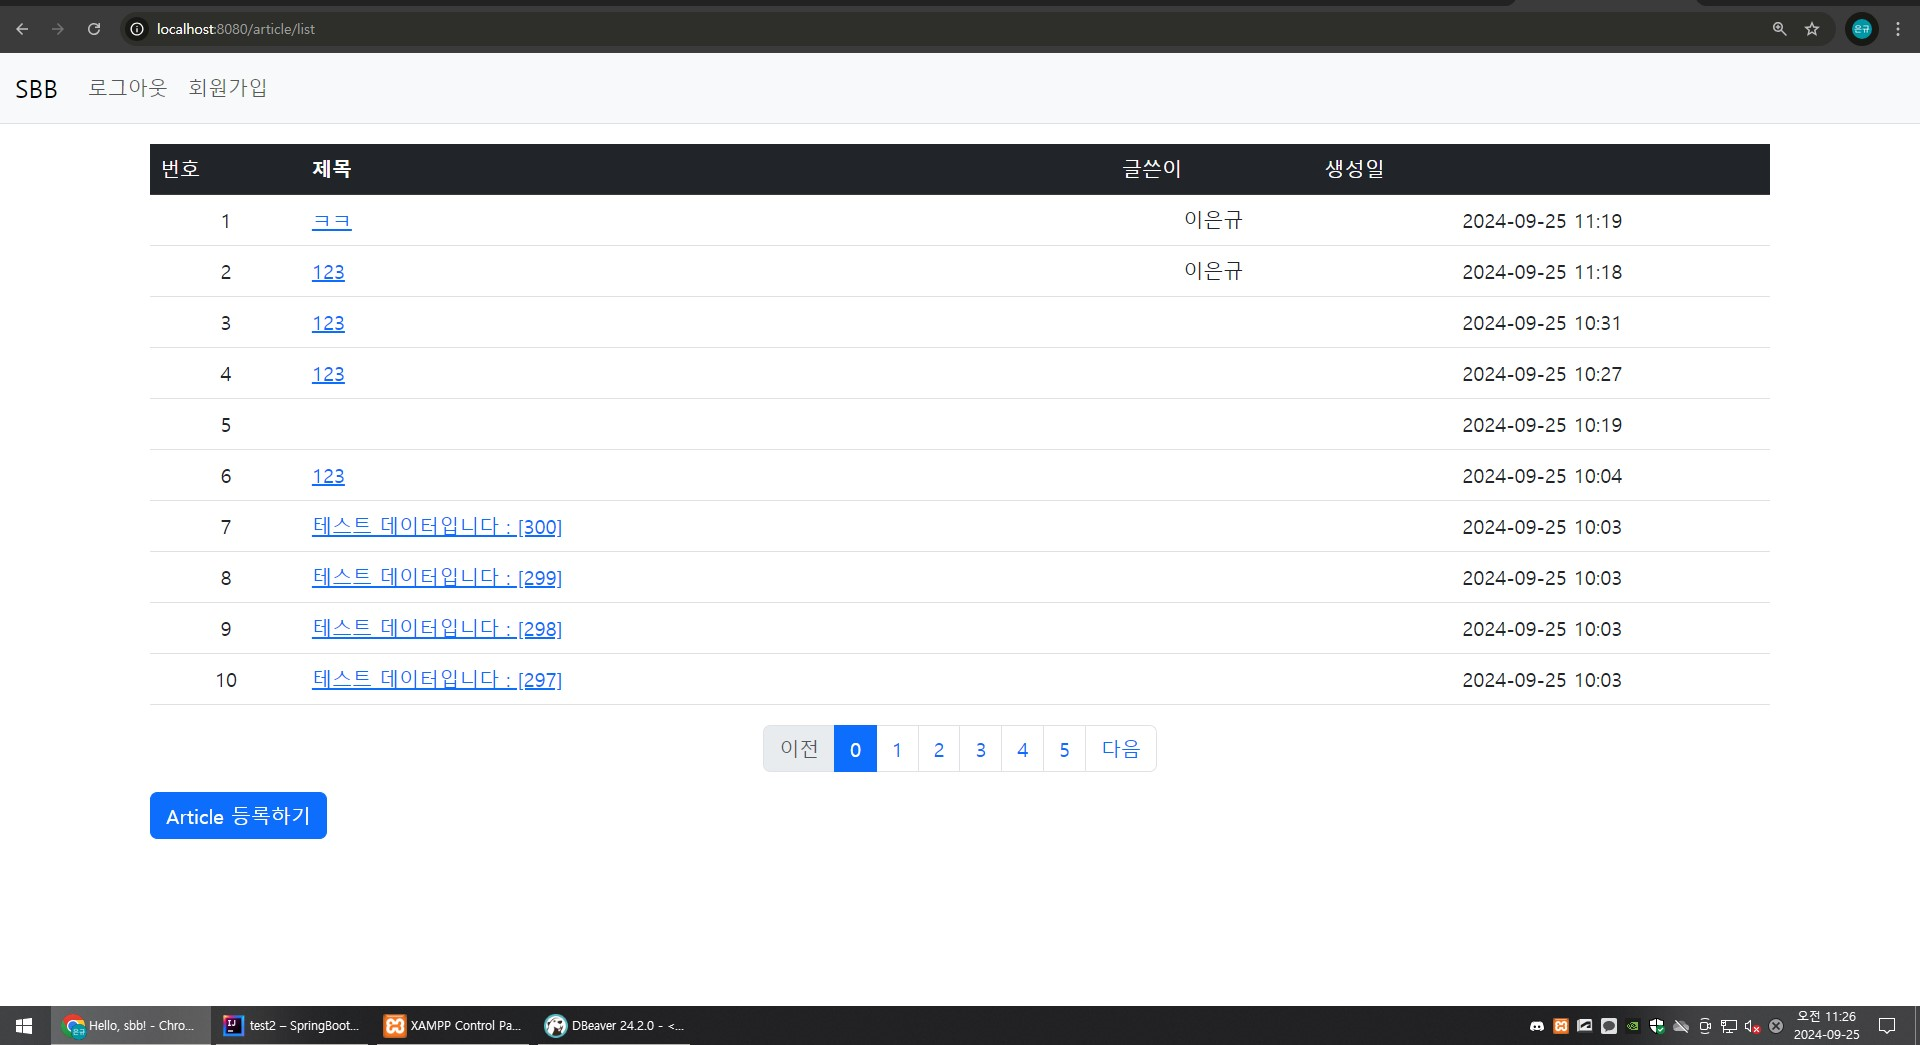 localhost:8080/article/list
은규
SBB 로그아웃 회원가입
번호 제목 글쓴이 생성일
1 ㅋㅋ 이은규 2024-09-25 11:19
2 123 이은규 2024-09-25 11:18
3 123 2024-09-25 10:31
4 123 2024-09-25 10:27
5 2024-09-25 10:19
6 123 2024-09-25 10:04
7 테스트 데이터입니다 : [300] 2024-09-25 10:03
8 테스트 데이터입니다 : [299] 2024-09-25 10:03
9 테스트 데이터입니다 : [298] 2024-09-25 10:03
10 테스트 데이터입니다 : [297] 2024-09-25 10:03
이전 0 1 2 3 4 5 다음
Article 등록하기
Hello, sbb! - Chro... test2 – SpringBoot... XAMPP Control Pa... DBeaver 24.2.0 - <...
오전 11:26
2024-09-25